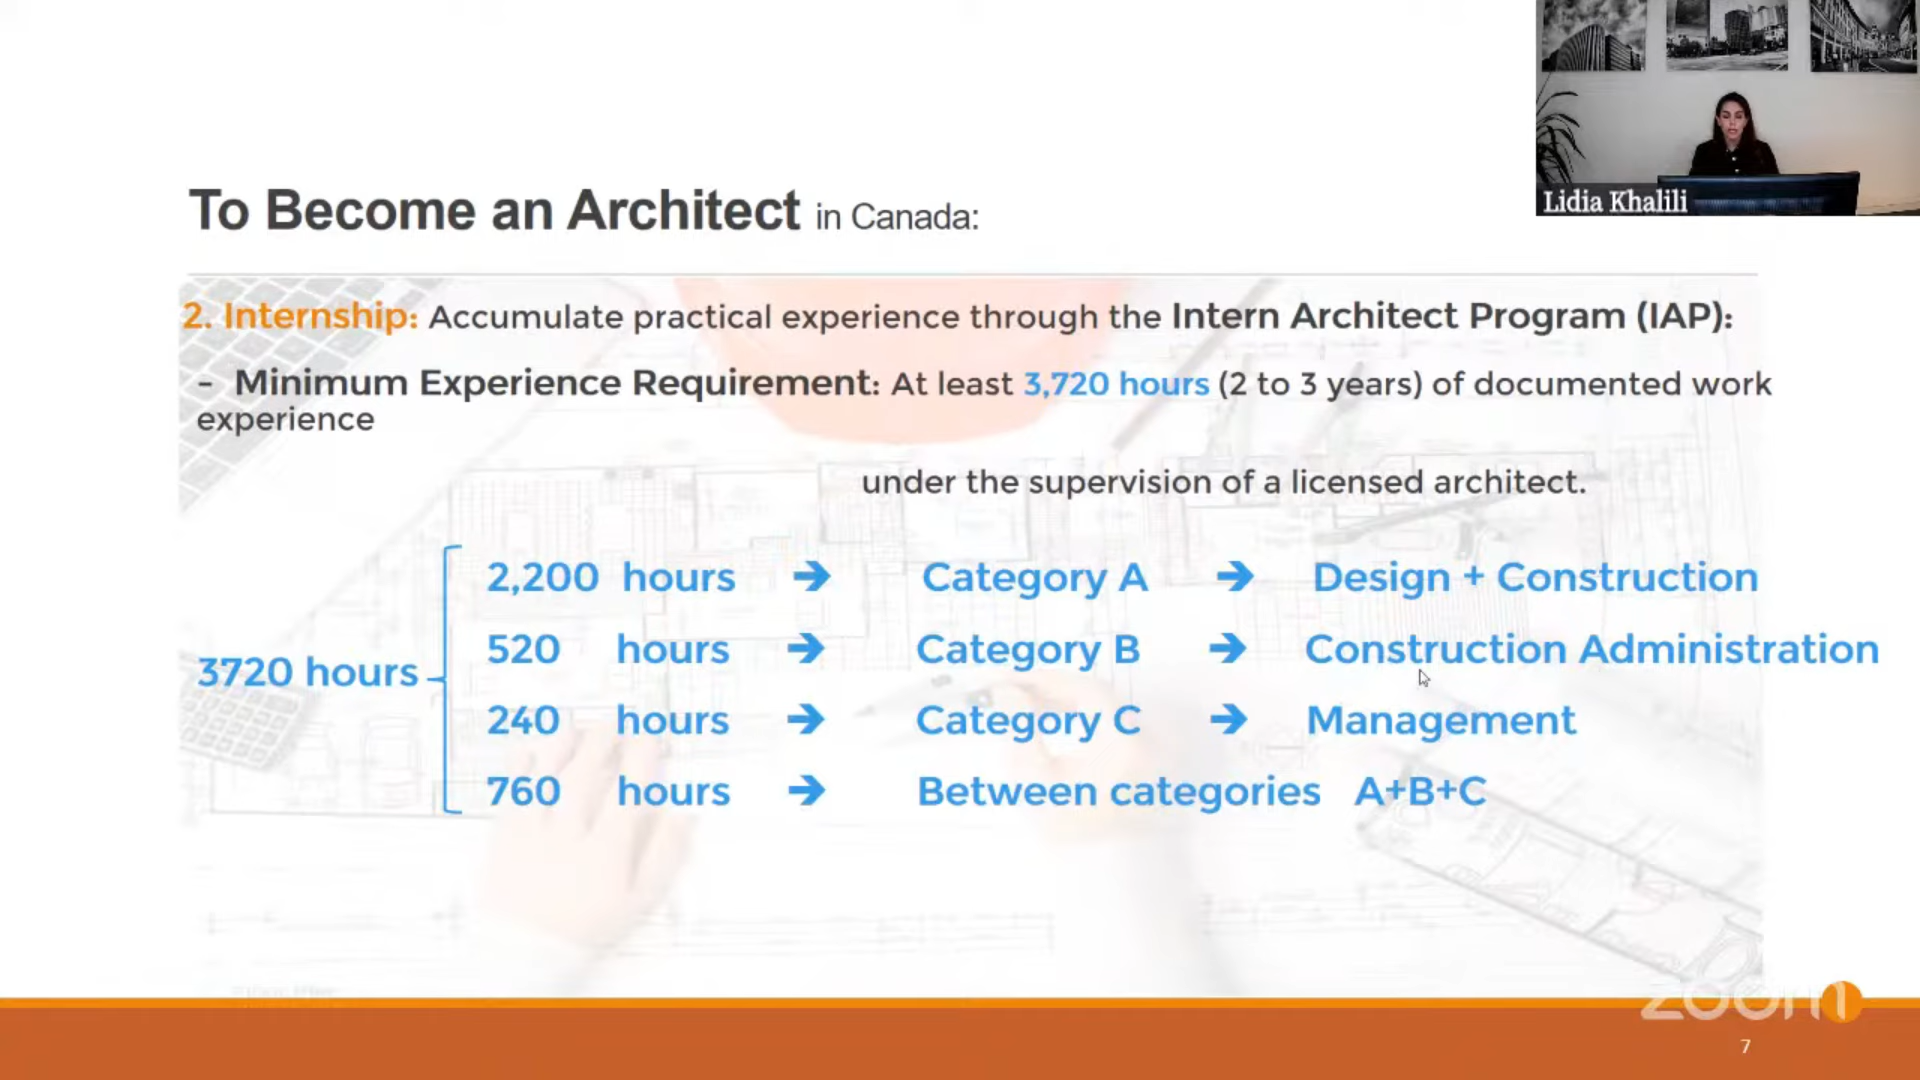 Lidia Khalili
To Become an Architect in Canada:
2. Internship: Accumulate practical experience through the Intern Architect Program (IAP):
- Minimum Experience Requirement: At least 3,720 hours (2 to 3 years) of documented work
experience
under the supervision of a licensed architect.
3720 hours
2,200 hours → Category A → Design + Construction
520 hours → Category B → Construction Administration
240 hours → Category C → Management
760 hours → Between categories A+B+C
zoom
7